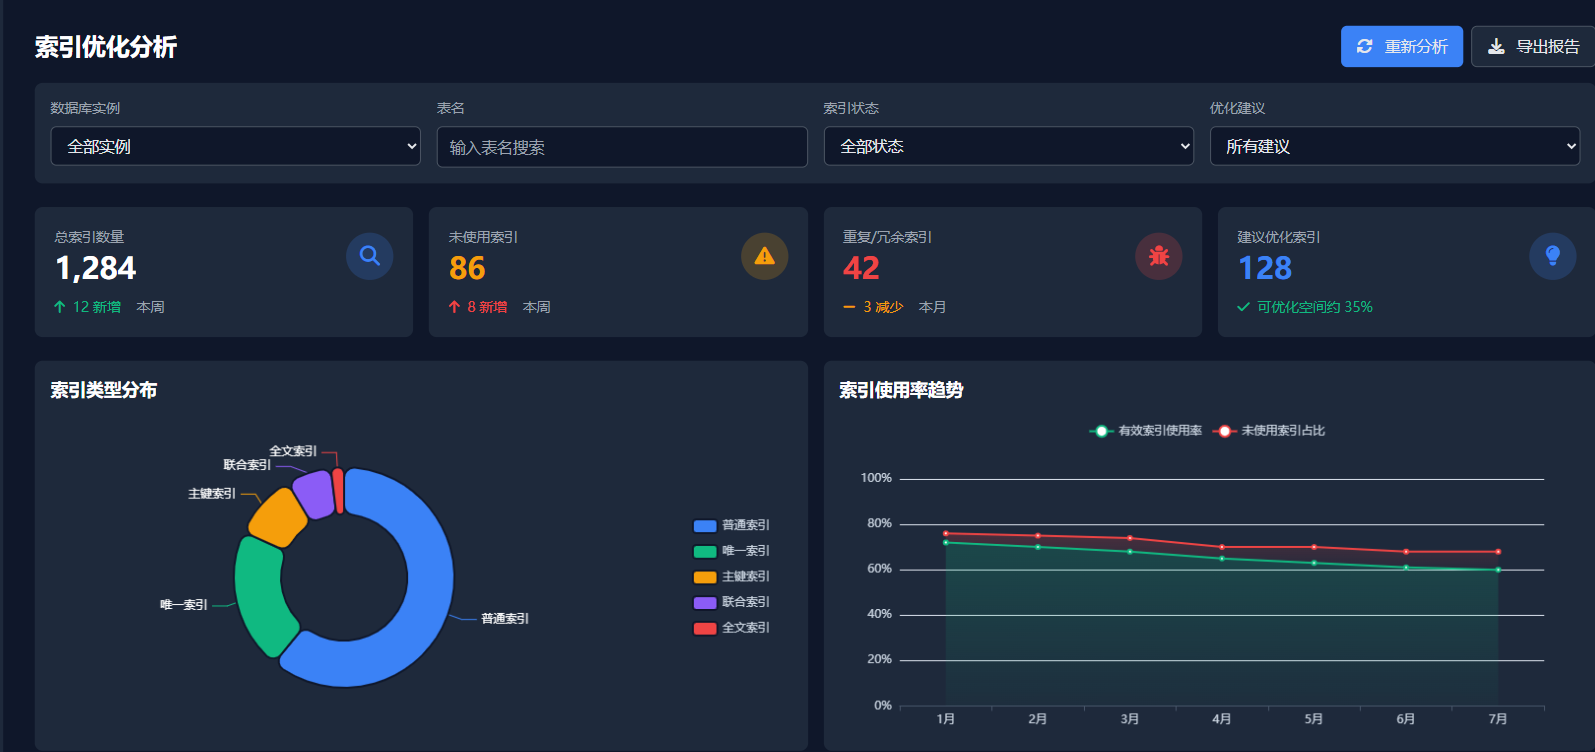 索引优化分析
重新分析
导出报告
数据库实例
表名
索引状态
优化建议
全部实例
输入表名搜索
全部状态
所有建议
总索引数量
1,284
12 新增 本周
未使用索引
86
8 新增 本周
重复/冗余索引
42
3 减少 本月
建议优化索引
128
可优化空间约 35%
索引类型分布
全文索引
联合索引
主键索引
唯一索引
普通索引
普通索引
唯一索引
主键索引
联合索引
全文索引
索引使用率趋势
有效索引使用率 未使用索引占比
100%
80%
60%
40%
20%
0%
1月 2月 3月 4月 5月 6月 7月